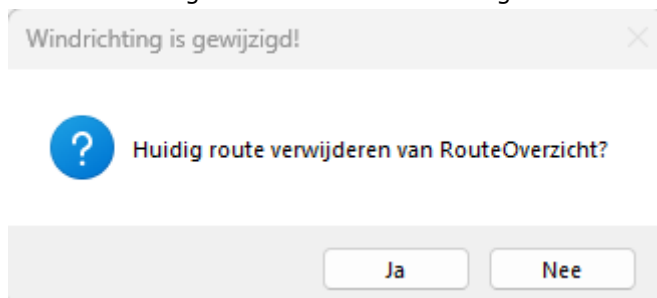 Windrichting is gewijzigd!
Huidig route verwijderen van RouteOverzicht?
Ja Nee